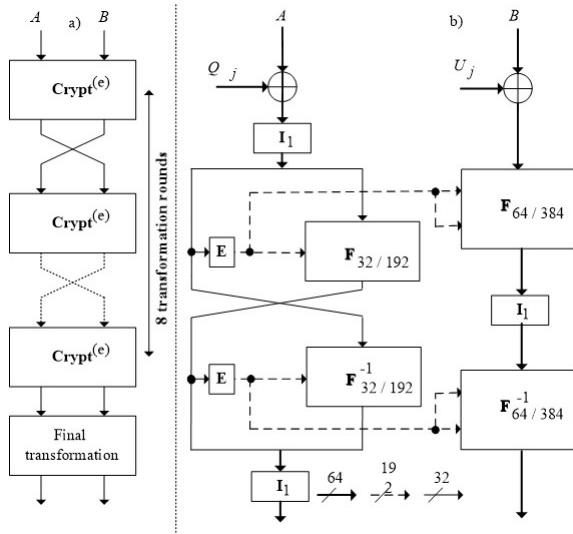 A a) B
Crypt(e)
Crypt(e)
Crypt(e)
Final
transformation
8 transformation rounds
A b) B
Q j U j
I1
F64/384
E F32/192
I1
E F-1 32/192
F-1 64/384
I1
64 19 2 32